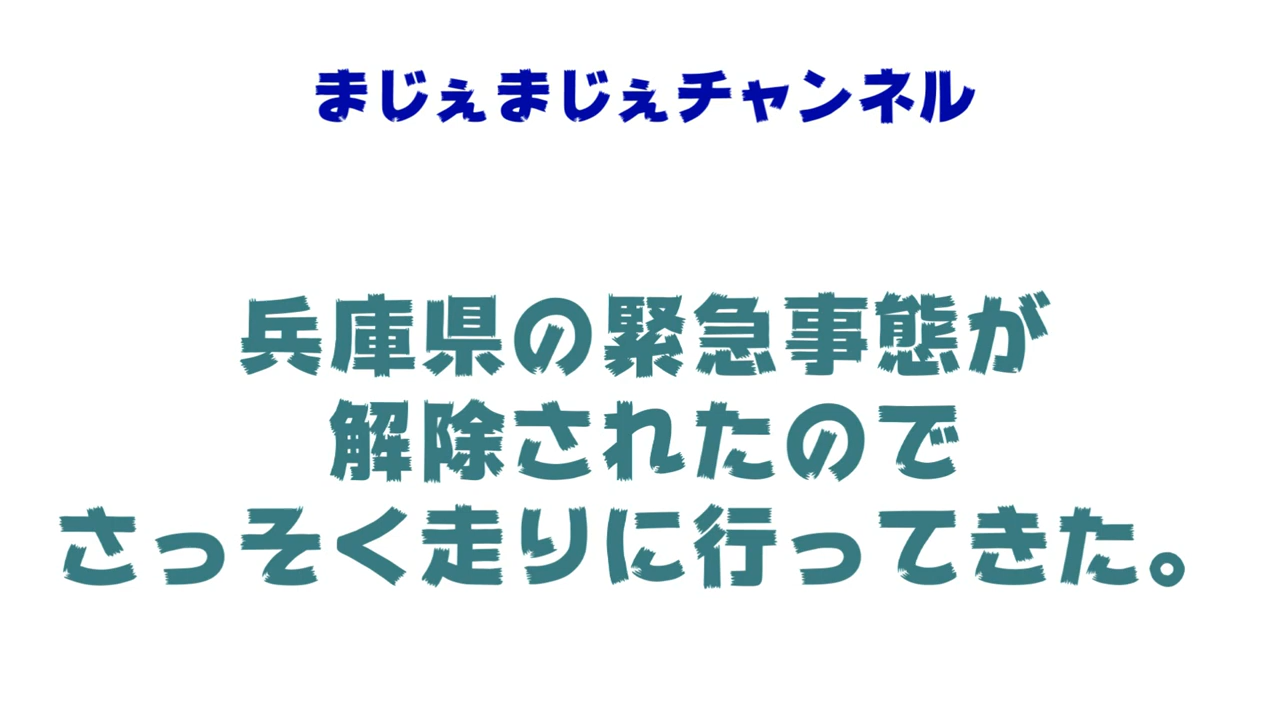 まじぇまじぇチャンネル
兵庫県の緊急事態が
解除されたので
さっそく走りに行ってきた。